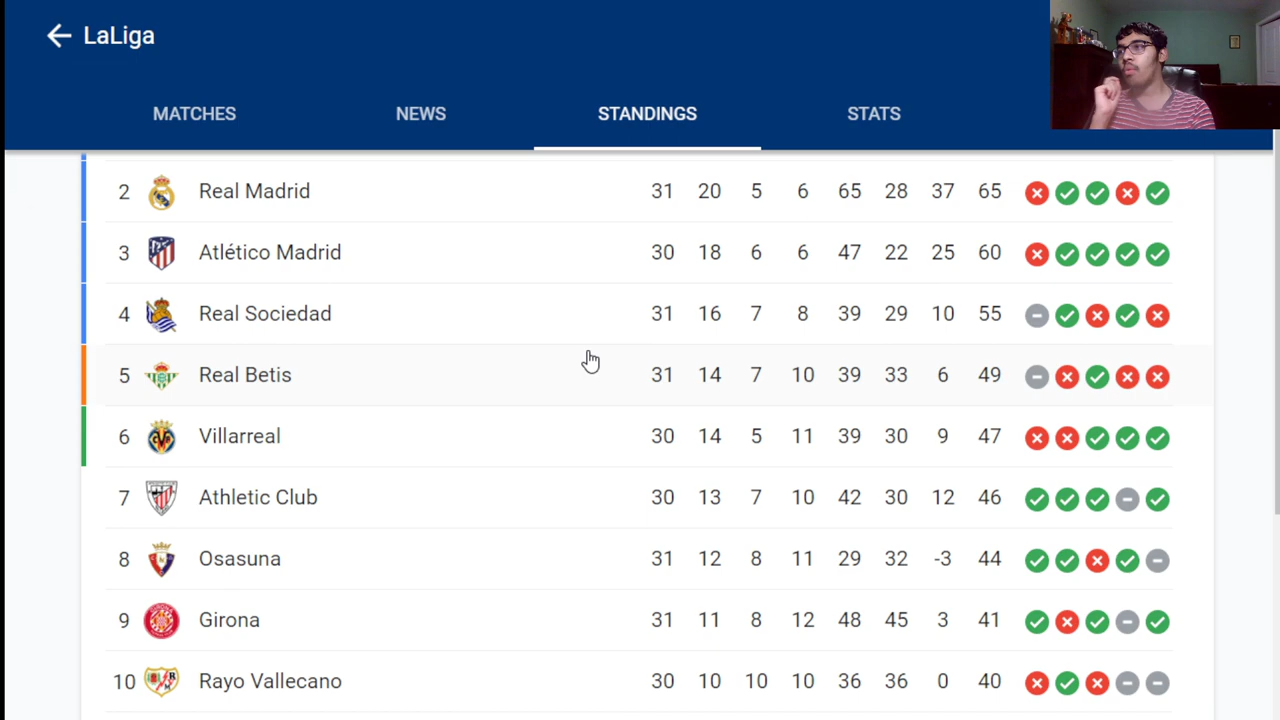 LaLiga
MATCHES NEWS STANDINGS STATS
2 Real Madrid 31 20 5 6 65 28 37 65
3 Atlético Madrid 30 18 6 6 47 22 25 60
4 Real Sociedad 31 16 7 8 39 29 10 55
5 Real Betis 31 14 7 10 39 33 6 49
6 Villarreal 30 14 5 11 39 30 9 47
7 Athletic Club 30 13 7 10 42 30 12 46
8 Osasuna 31 12 8 11 29 32 -3 44
9 Girona 31 11 8 12 48 45 3 41
10 Rayo Vallecano 30 10 10 10 36 36 0 40